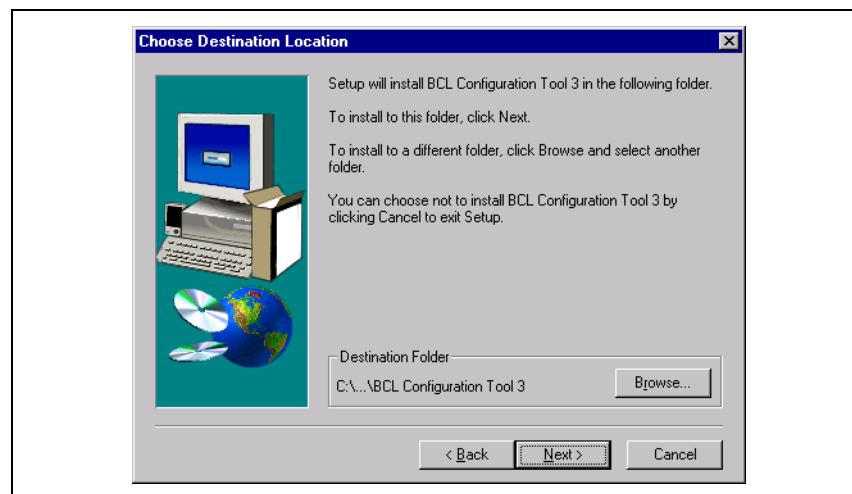 Choose Destination Location
Setup will install BCL Configuration Tool 3 in the following folder.
To install to this folder, click Next.
To install to a different folder, click Browse and select another
folder.
You can choose not to install BCL Configuration Tool 3 by
clicking Cancel to exit Setup.
Destination Folder
C:\...\BCL Configuration Tool 3
Browse...
< Back
Next >
Cancel